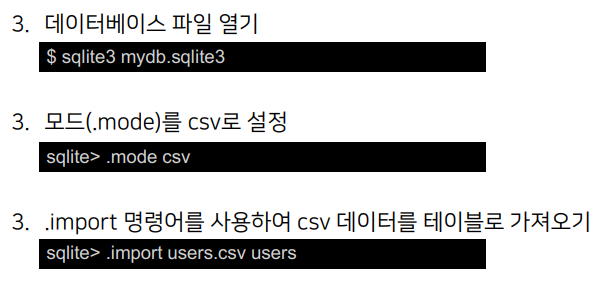 3. 데이터베이스 파일 열기
$ sqlite3 mydb.sqlite3
3. 모드(.mode)를 csv로 설정
sqlite> .mode csv
3. .import 명령어를 사용하여 csv 데이터를 테이블로 가져오기
sqlite> .import users.csv users